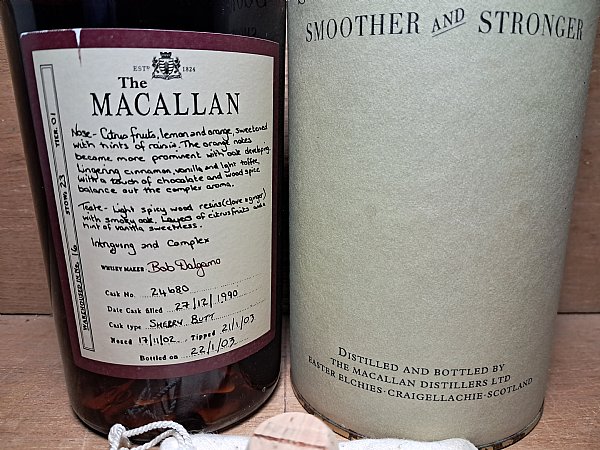 ESTD 1824
The
MACALLAN
Nose - Citrus fruits, lemon and orange, sweetened
with hints of raisin. The orange notes
become more prominent with oak developing.
Lingering cinnamon, vanilla and light toffee
with a touch of chocolate and wood spice
balance out the complex aroma.
Taste - Light spicy wood resins (clove & ginger)
with smoky oak. Layers of citrus fruits and a
hint of vanilla sweetness.
Intriguing and Complex
WHISKY MAKER Bob Dalgarno
Cask No. 24680
Date Cask filled 27/12/1990
Cask type SHERRY BUTT
Nosed 17/11/02 Tipped 21/1/03
Bottled on 22/1/03
WAREHOUSED IN No. 16 STOW: 23 TIER: 01
SMOOTHER AND STRONGER
DISTILLED AND BOTTLED BY
THE MACALLAN DISTILLERS LTD
EASTER ELCHIES·CRAIGELLACHIE·SCOTLAND